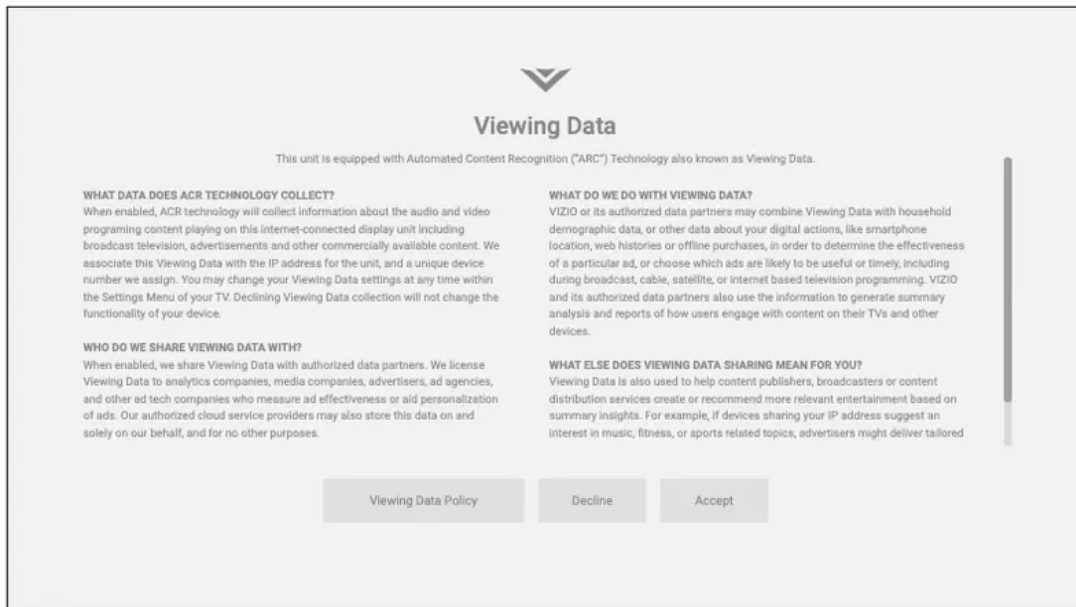 Viewing Data
This unit is equipped with Automated Content Recognition ("ARC") Technology also known as Viewing Data.
WHAT DATA DOES ACR TECHNOLOGY COLLECT?
When enabled, ACR technology will collect information about the audio and video
programing content playing on this internet-connected display unit including
broadcast television, advertisements and other commercially available content. We
associate this Viewing Data with the IP address for the unit, and a unique device
number we assign. You may change your Viewing Data settings at any time within
the Settings Menu of your TV. Declining Viewing Data collection will not change the
functionality of your device.
WHO DO WE SHARE VIEWING DATA WITH?
When enabled, we share Viewing Data with authorized data partners. We license
Viewing Data to analytics companies, media companies, advertisers, ad agencies,
and other ad tech companies who measure ad effectiveness or aid personalization
of ads. Our authorized cloud service providers may also store this data on and
solely on our behalf, and for no other purposes.
WHAT DO WE DO WITH VIEWING DATA?
VIZIO or its authorized data partners may combine Viewing Data with household
demographic data, or other data about your digital actions, like smartphone
location, web histories or offline purchases, in order to determine the effectiveness
of a particular ad, or choose which ads are likely to be useful or timely, including
during broadcast, cable, satellite, or internet based television programming. VIZIO
and its authorized data partners also use the information to generate summary
analysis and reports of how users engage with content on their TVs and other
devices.
WHAT ELSE DOES VIEWING DATA SHARING MEAN FOR YOU?
Viewing Data is also used to help content publishers, broadcasters or content
distribution services create or recommend more relevant entertainment based on
summary insights. For example, if devices sharing your IP address suggest an
interest in music, fitness, or sports related topics, advertisers might deliver tailored
Viewing Data Policy
Decline
Accept